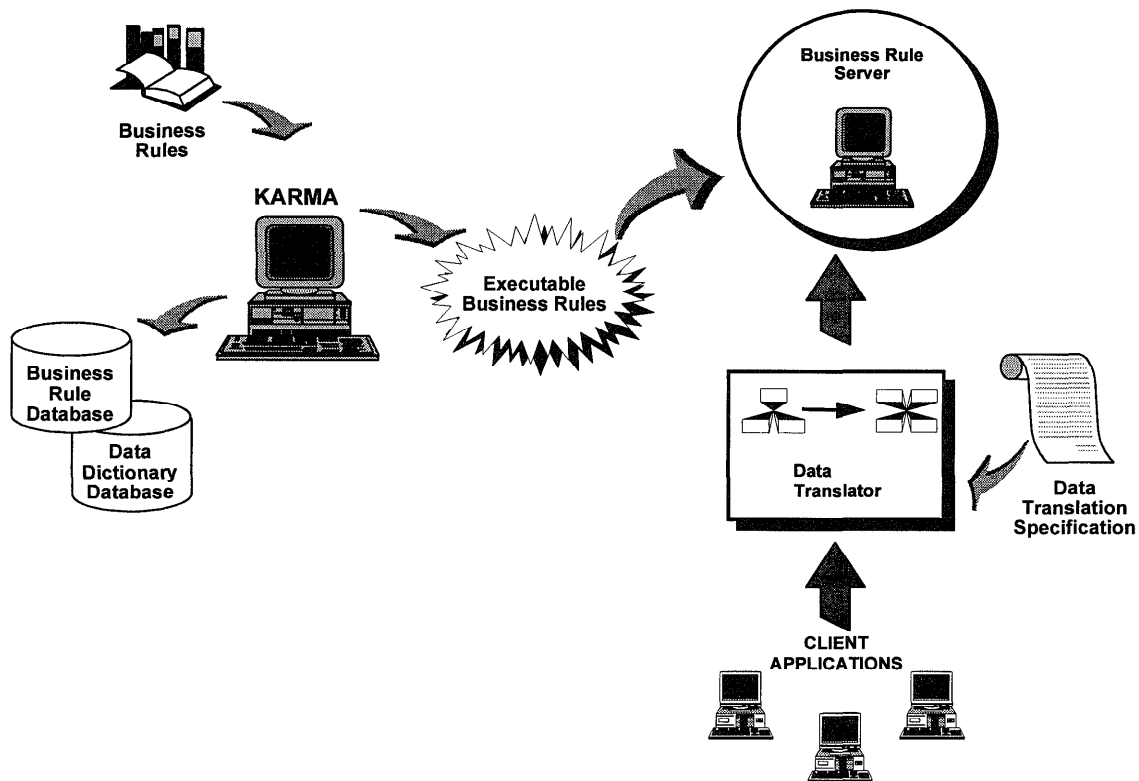 Business
Rules
KARMA
Executable
Business Rules
Business Rule
Server
Business
Rule
Database
Data
Dictionary
Database
Data
Translator
Data
Translation
Specification
CLIENT
APPLICATIONS